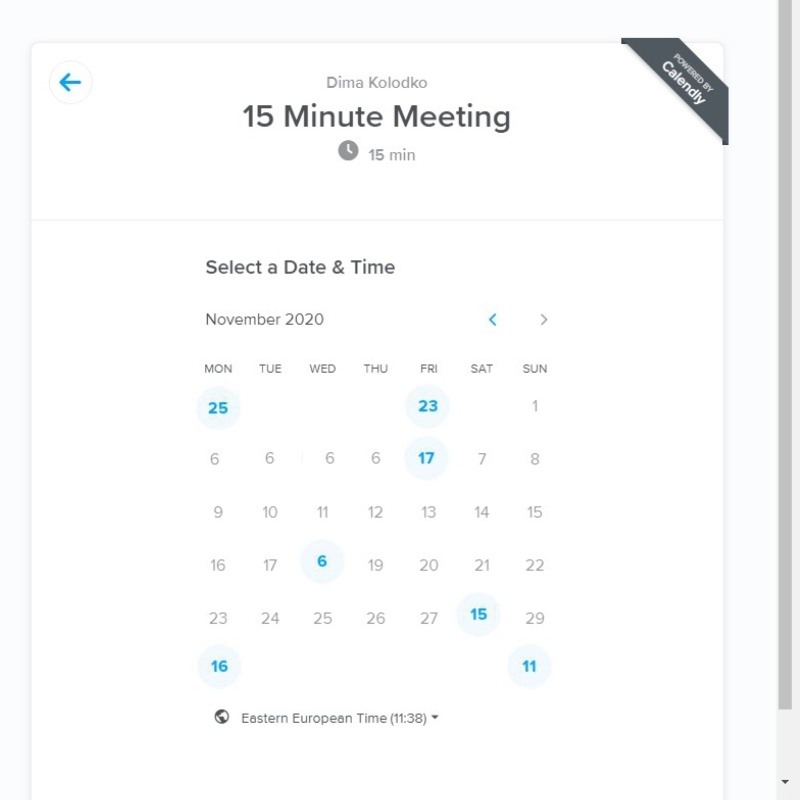 POWERED BY
Calendly
Dima Kolodko
15 Minute Meeting
15 min
Select a Date & Time
November 2020
MON TUE WED THU FRI SAT SUN
25 23 1
6 6 6 6 17 7 8
9 10 11 12 13 14 15
16 17 6 19 20 21 22
23 24 25 26 27 15 29
16 11
Eastern European Time (11:38)